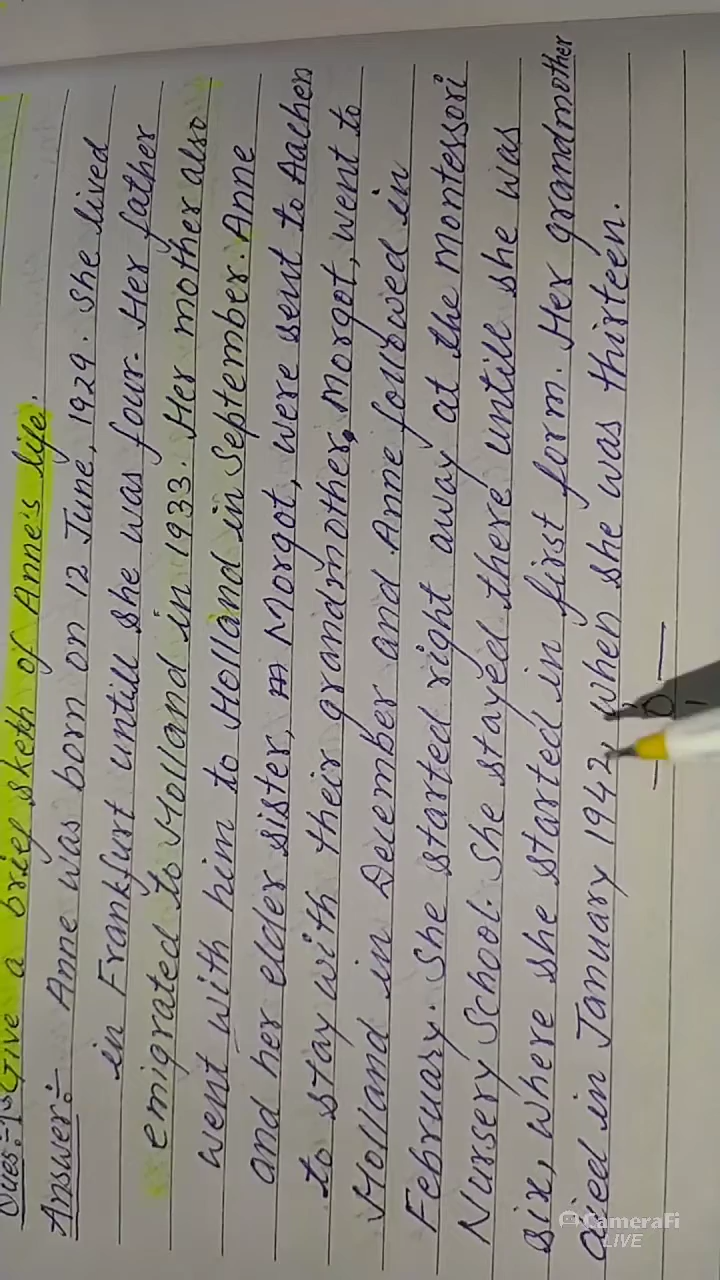 Ques:-1 Give a brief sketh of Anne's life.
Answer:- Anne was born on 12 June, 1929. She lived
in Frankfurt untill she was four. Her father
emigrated to Holland in 1933. Her mother also
went with him to Holland in September. Anne
and her elder sister, Morgot, were sent to Aachen
to stay with their grandmother. Morgot, went to
Holland in December and Anne followed in
February. She started right away at the Montessori
Nursery School. She stayed there untill she was
six, where she started in first form. Her grandmother
died in January 1942, when she was thirteen.
CameraFi
LIVE